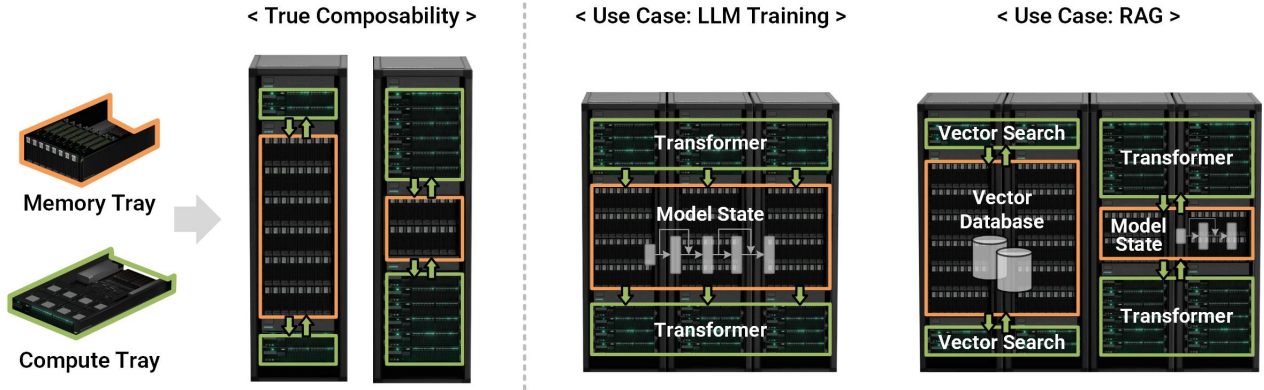 < True Composability >
Memory Tray
Compute Tray
< Use Case: LLM Training >
Transformer
Model State
Transformer
< Use Case: RAG >
Vector Search
Vector
Database
Vector Search
Transformer
Model
State
Transformer